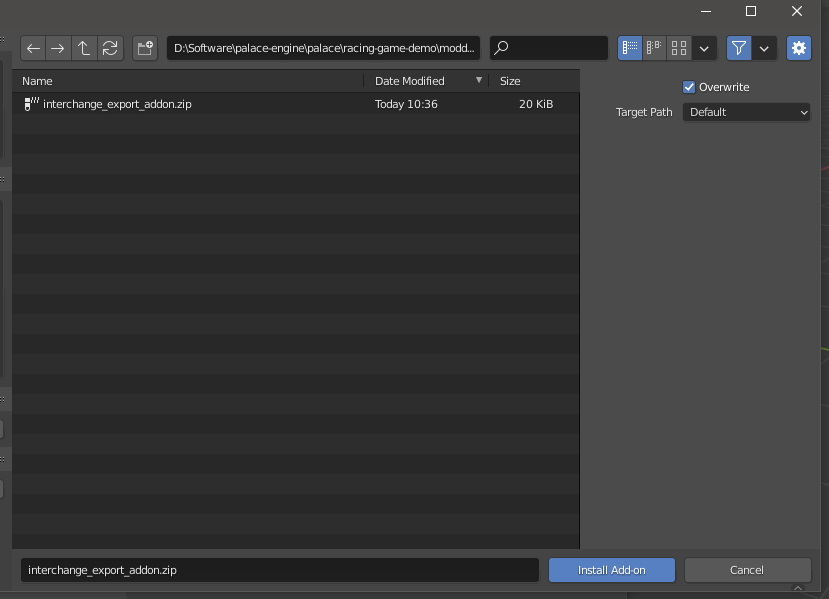 D:\Software\palace-engine\palace\racing-game-demo\modd...
Name Date Modified Size
interchange_export_addon.zip Today 10:36 20 KiB
Overwrite
Target Path Default
interchange_export_addon.zip Install Add-on Cancel